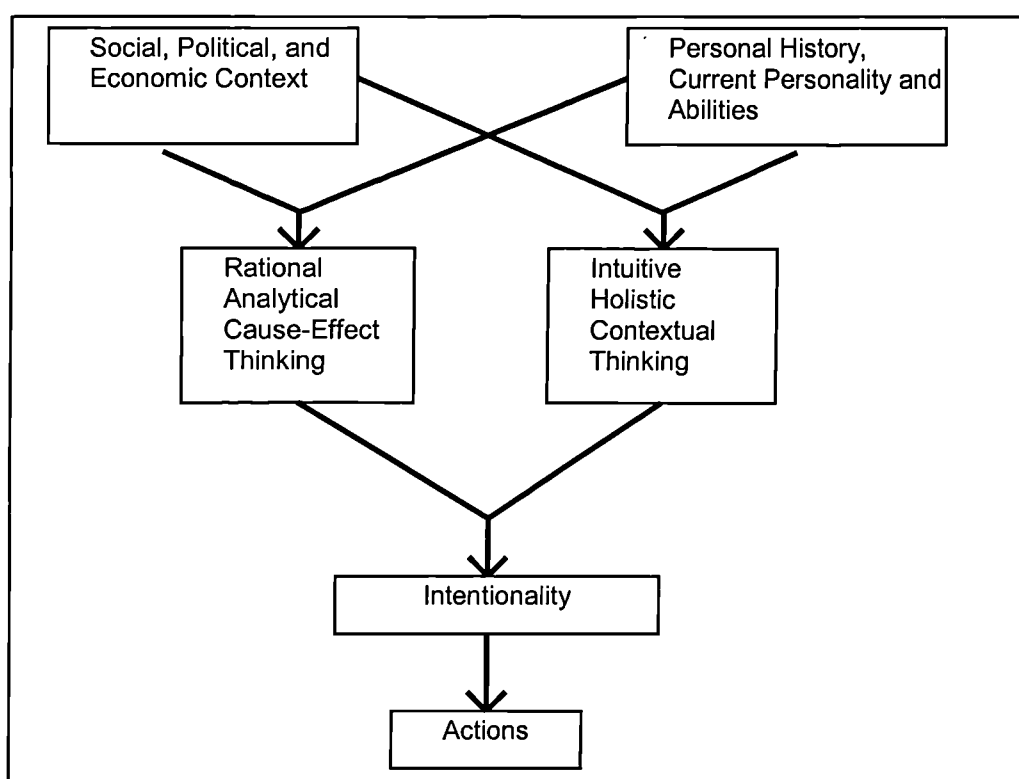 Social, Political, and
Economic Context
Personal History,
Current Personality and
Abilities
Rational
Analytical
Cause-Effect
Thinking
Intuitive
Holistic
Contextual
Thinking
Intentionality
Actions